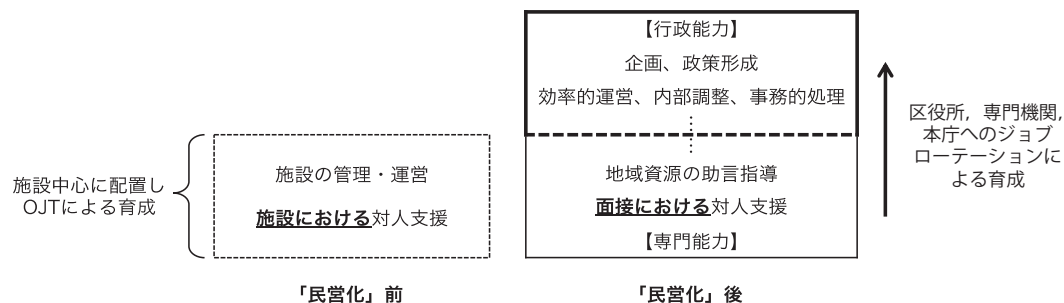 【行政能力】
企画、政策形成
効率的運営、内部調整、事務的処理
区役所，専門機関，
本庁へのジョブ
ローテーションに
よる育成
施設中心に配置し
OJTによる育成
施設の管理・運営
施設における対人支援
地域資源の助言指導
面接における対人支援
【専門能力】
「民営化」前
「民営化」後